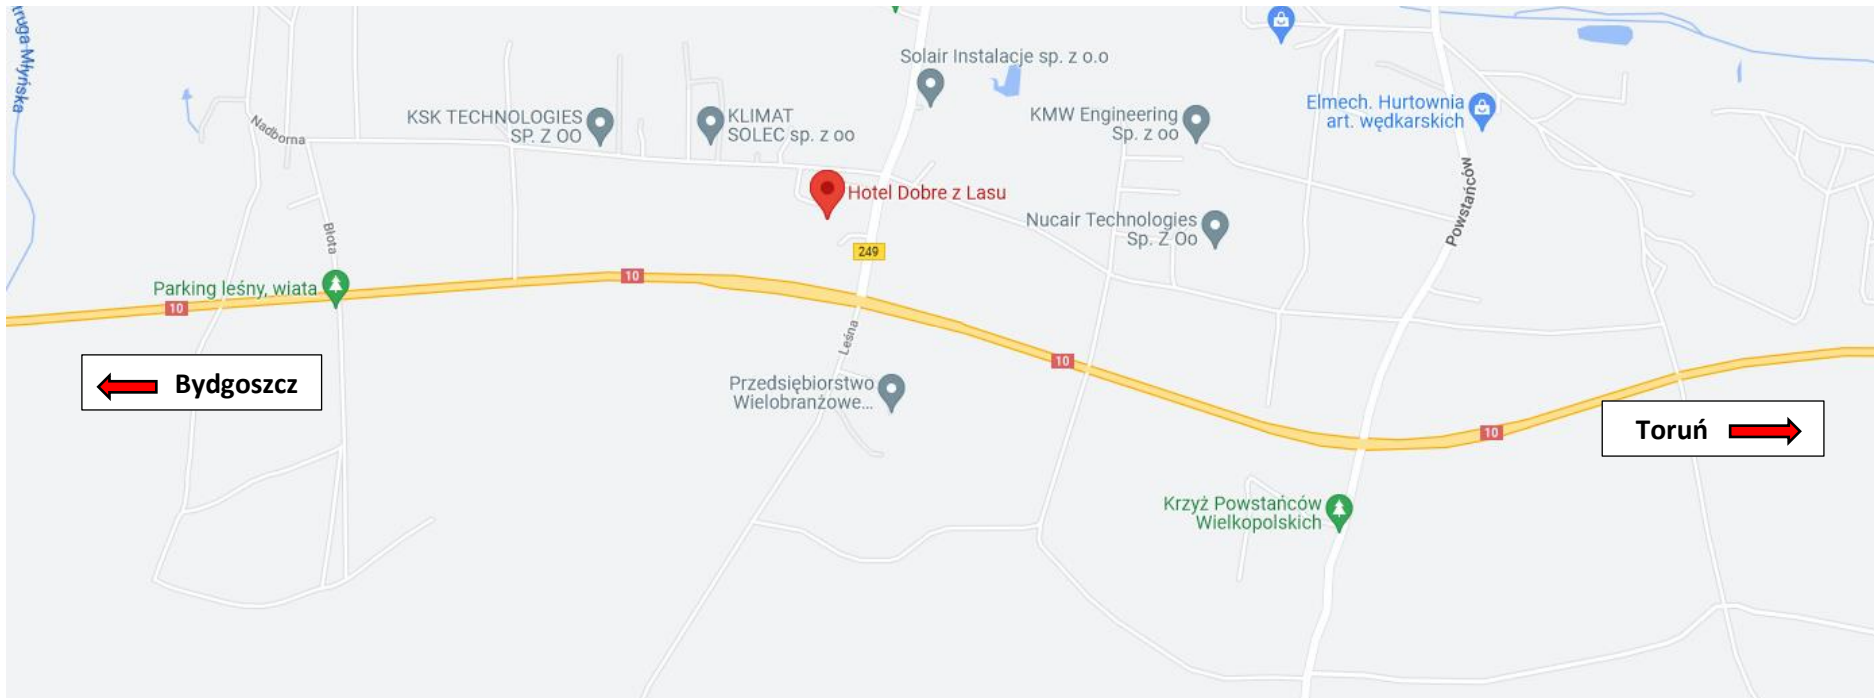 Struga Młyńska
Solair Instalacje sp. z o.o
KSK TECHNOLOGIES
SP. Z OO
KLIMAT
SOLEC sp. z oo
KMW Engineering
Sp. z oo
Elmech. Hurtownia
art. wędkarskich
Nadborna
Hotel Dobre z Lasu
Powstańców
Nucair Technologies
Sp. Z Oo
Błota
249
10
Parking leśny, wiata
10
Leśna
10
Bydgoszcz
Przedsiębiorstwo
Wielobranżowe...
10
Toruń
Krzyż Powstańców
Wielkopolskich